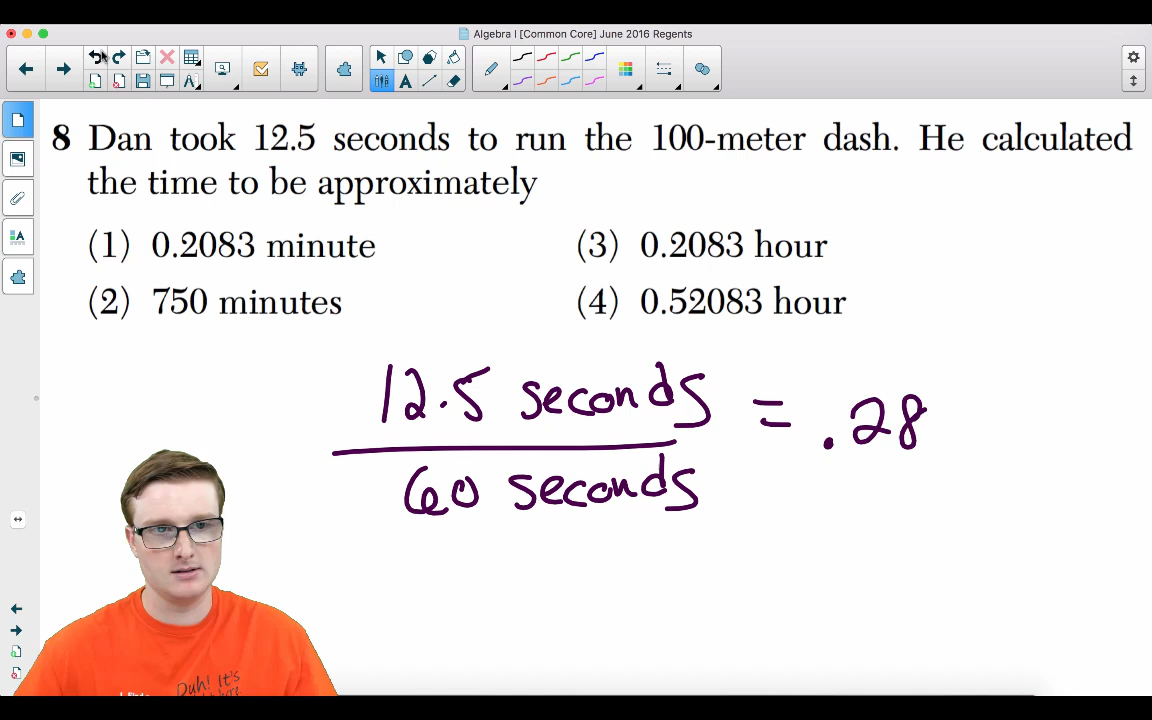 Algebra I [Common Core] June 2016 Regents
8 Dan took 12.5 seconds to run the 100-meter dash. He calculated
the time to be approximately
(1) 0.2083 minute (3) 0.2083 hour
(2) 750 minutes (4) 0.52083 hour
12.5 seconds
= .28
60 seconds
Duh! It's